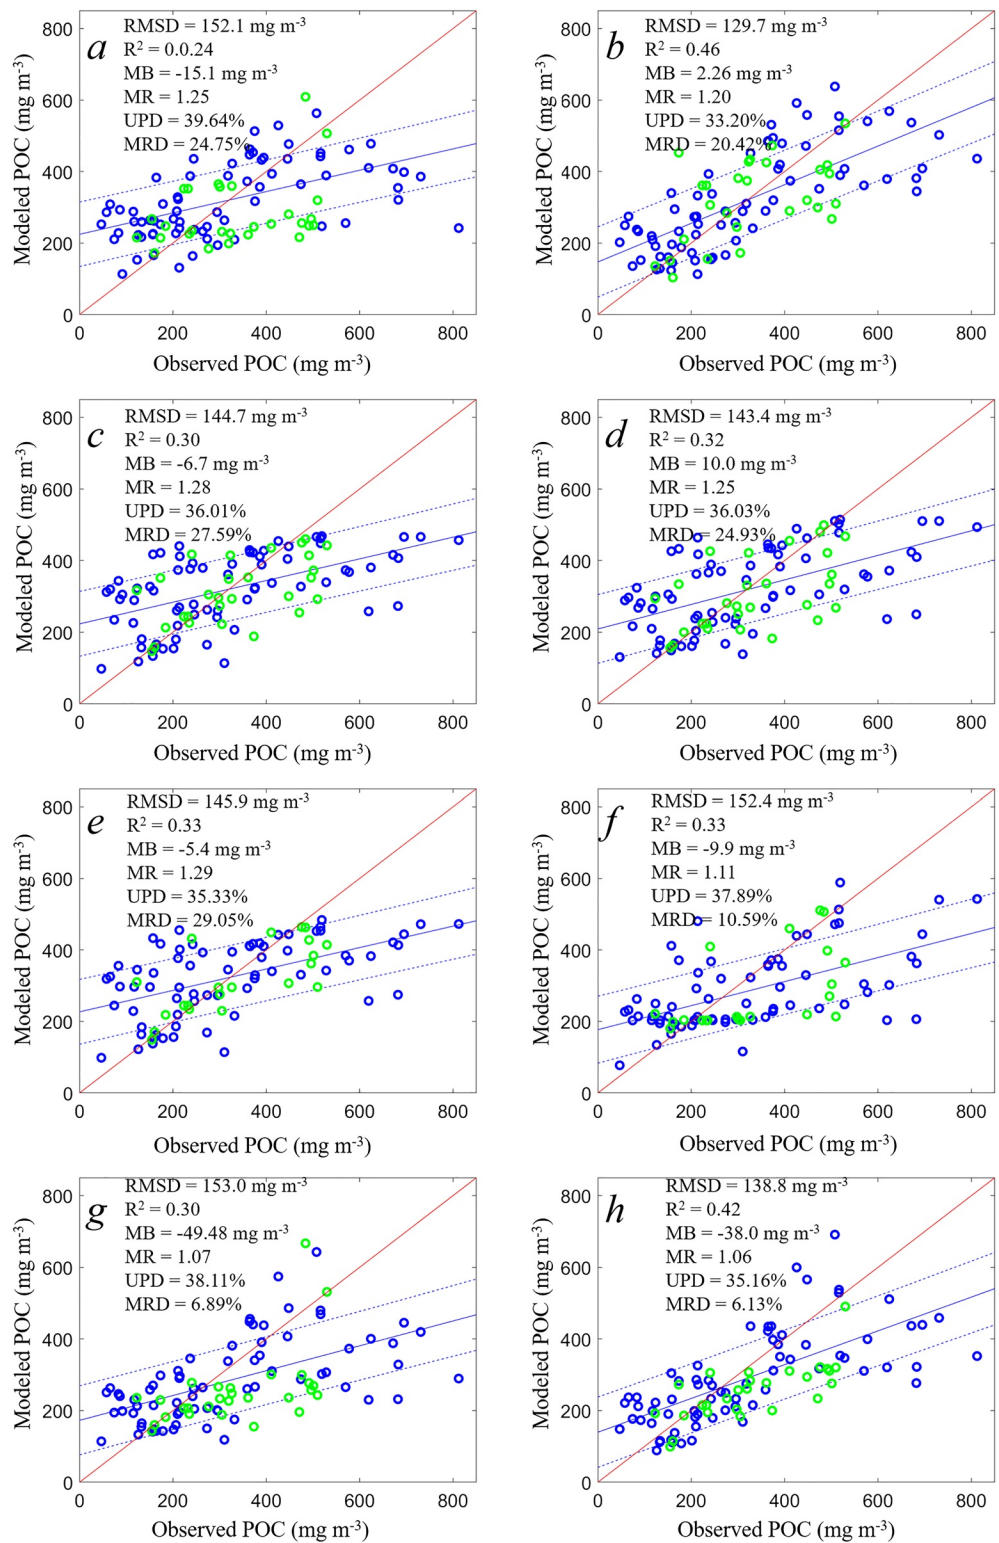 a
RMSD = 152.1 mg m-3
R2 = 0.0.24
MB = -15.1 mg m-3
MR = 1.25
UPD = 39.64%
MRD = 24.75%
Modeled POC (mg m-3)
800
600
400
200
0
0 200 400 600 800
Observed POC (mg m-3)
b
RMSD = 129.7 mg m-3
R2 = 0.46
MB = 2.26 mg m-3
MR = 1.20
UPD = 33.20%
MRD = 20.42%
Modeled POC (mg m-3)
800
600
400
200
0
0 200 400 600 800
Observed POC (mg m-3)
c
RMSD = 144.7 mg m-3
R2 = 0.30
MB = -6.7 mg m-3
MR = 1.28
UPD = 36.01%
MRD = 27.59%
Modeled POC (mg m-3)
800
600
400
200
0
0 200 400 600 800
Observed POC (mg m-3)
d
RMSD = 143.4 mg m-3
R2 = 0.32
MB = 10.0 mg m-3
MR = 1.25
UPD = 36.03%
MRD = 24.93%
Modeled POC (mg m-3)
800
600
400
200
0
0 200 400 600 800
Observed POC (mg m-3)
e
RMSD = 145.9 mg m-3
R2 = 0.33
MB = -5.4 mg m-3
MR = 1.29
UPD = 35.33%
MRD = 29.05%
Modeled POC (mg m-3)
800
600
400
200
0
0 200 400 600 800
Observed POC (mg m-3)
f
RMSD = 152.4 mg m-3
R2 = 0.33
MB = -9.9 mg m-3
MR = 1.11
UPD = 37.89%
MRD = 10.59%
Modeled POC (mg m-3)
800
600
400
200
0
0 200 400 600 800
Observed POC (mg m-3)
g
RMSD = 153.0 mg m-3
R2 = 0.30
MB = -49.48 mg m-3
MR = 1.07
UPD = 38.11%
MRD = 6.89%
Modeled POC (mg m-3)
800
600
400
200
0
0 200 400 600 800
Observed POC (mg m-3)
h
RMSD = 138.8 mg m-3
R2 = 0.42
MB = -38.0 mg m-3
MR = 1.06
UPD = 35.16%
MRD = 6.13%
Modeled POC (mg m-3)
800
600
400
200
0
0 200 400 600 800
Observed POC (mg m-3)